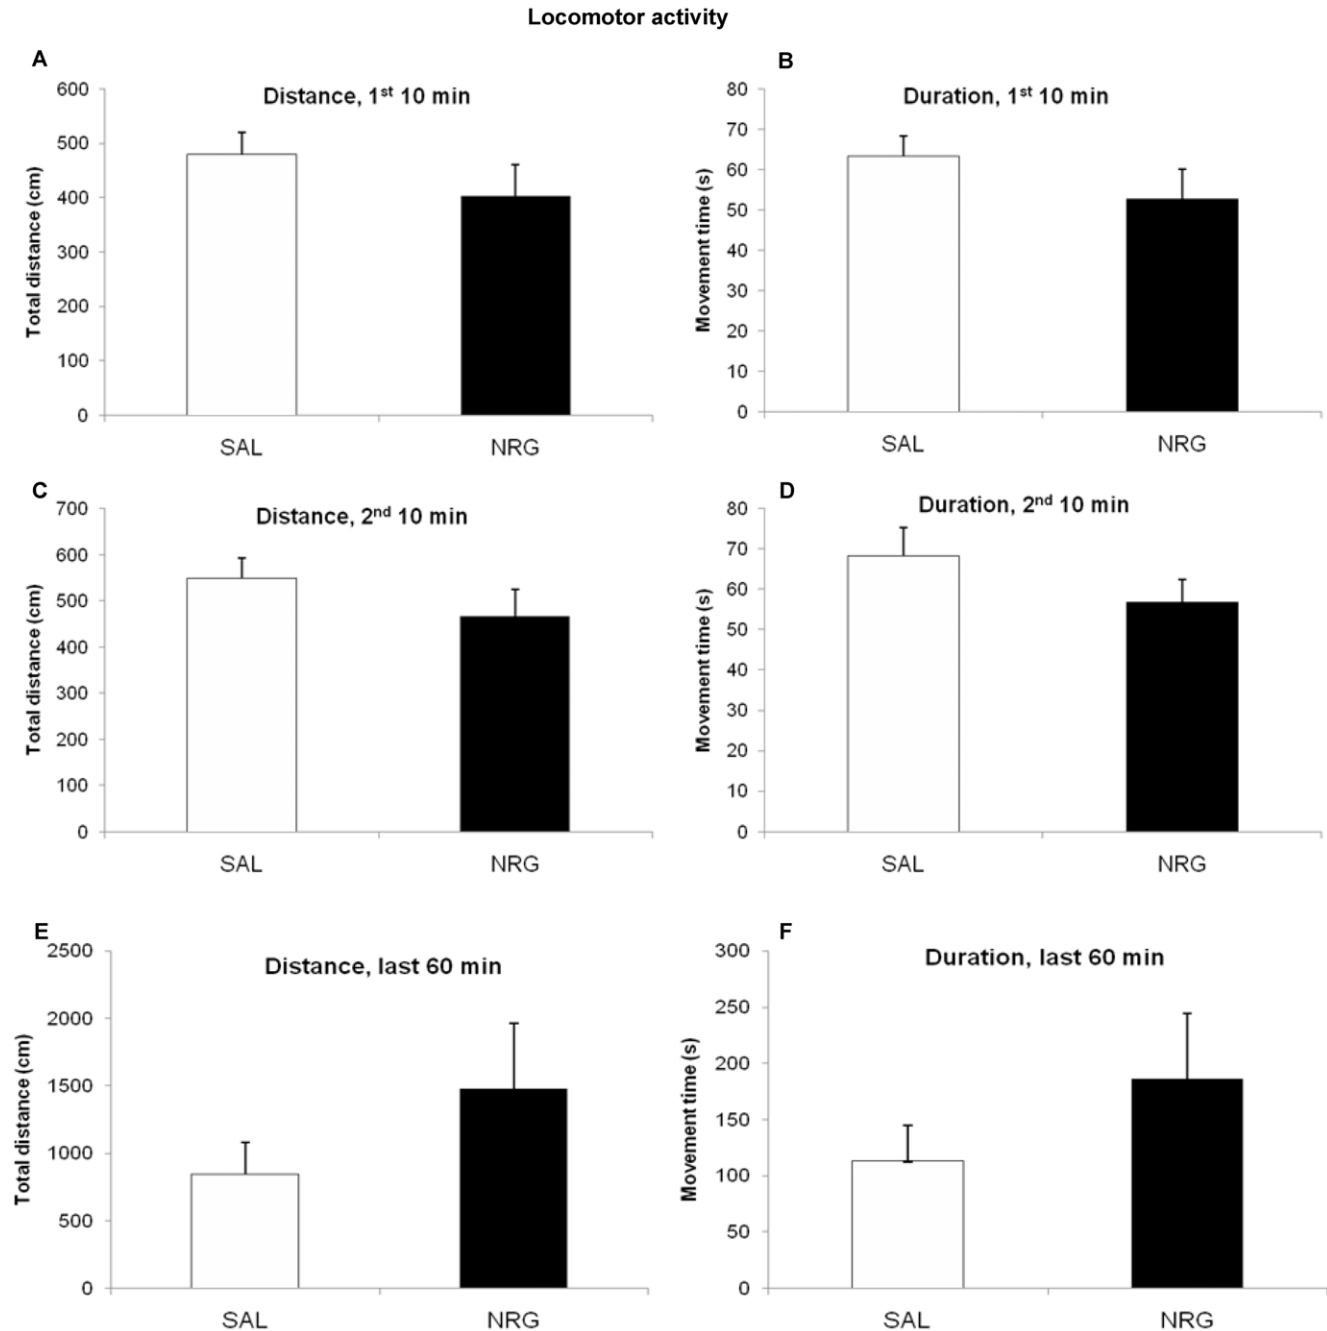 Locomotor activity
A
Distance, 1st 10 min
600
500
400
300
200
100
0
Total distance (cm)
SAL NRG
B
Duration, 1st 10 min
80
70
60
50
40
30
20
10
0
Movement time (s)
SAL NRG
C
Distance, 2nd 10 min
700
600
500
400
300
200
100
0
Total distance (cm)
SAL NRG
D
Duration, 2nd 10 min
80
70
60
50
40
30
20
10
0
Movement time (s)
SAL NRG
E
Distance, last 60 min
2500
2000
1500
1000
500
0
Total distance (cm)
SAL NRG
F
Duration, last 60 min
300
250
200
150
100
50
0
Movement time (s)
SAL NRG